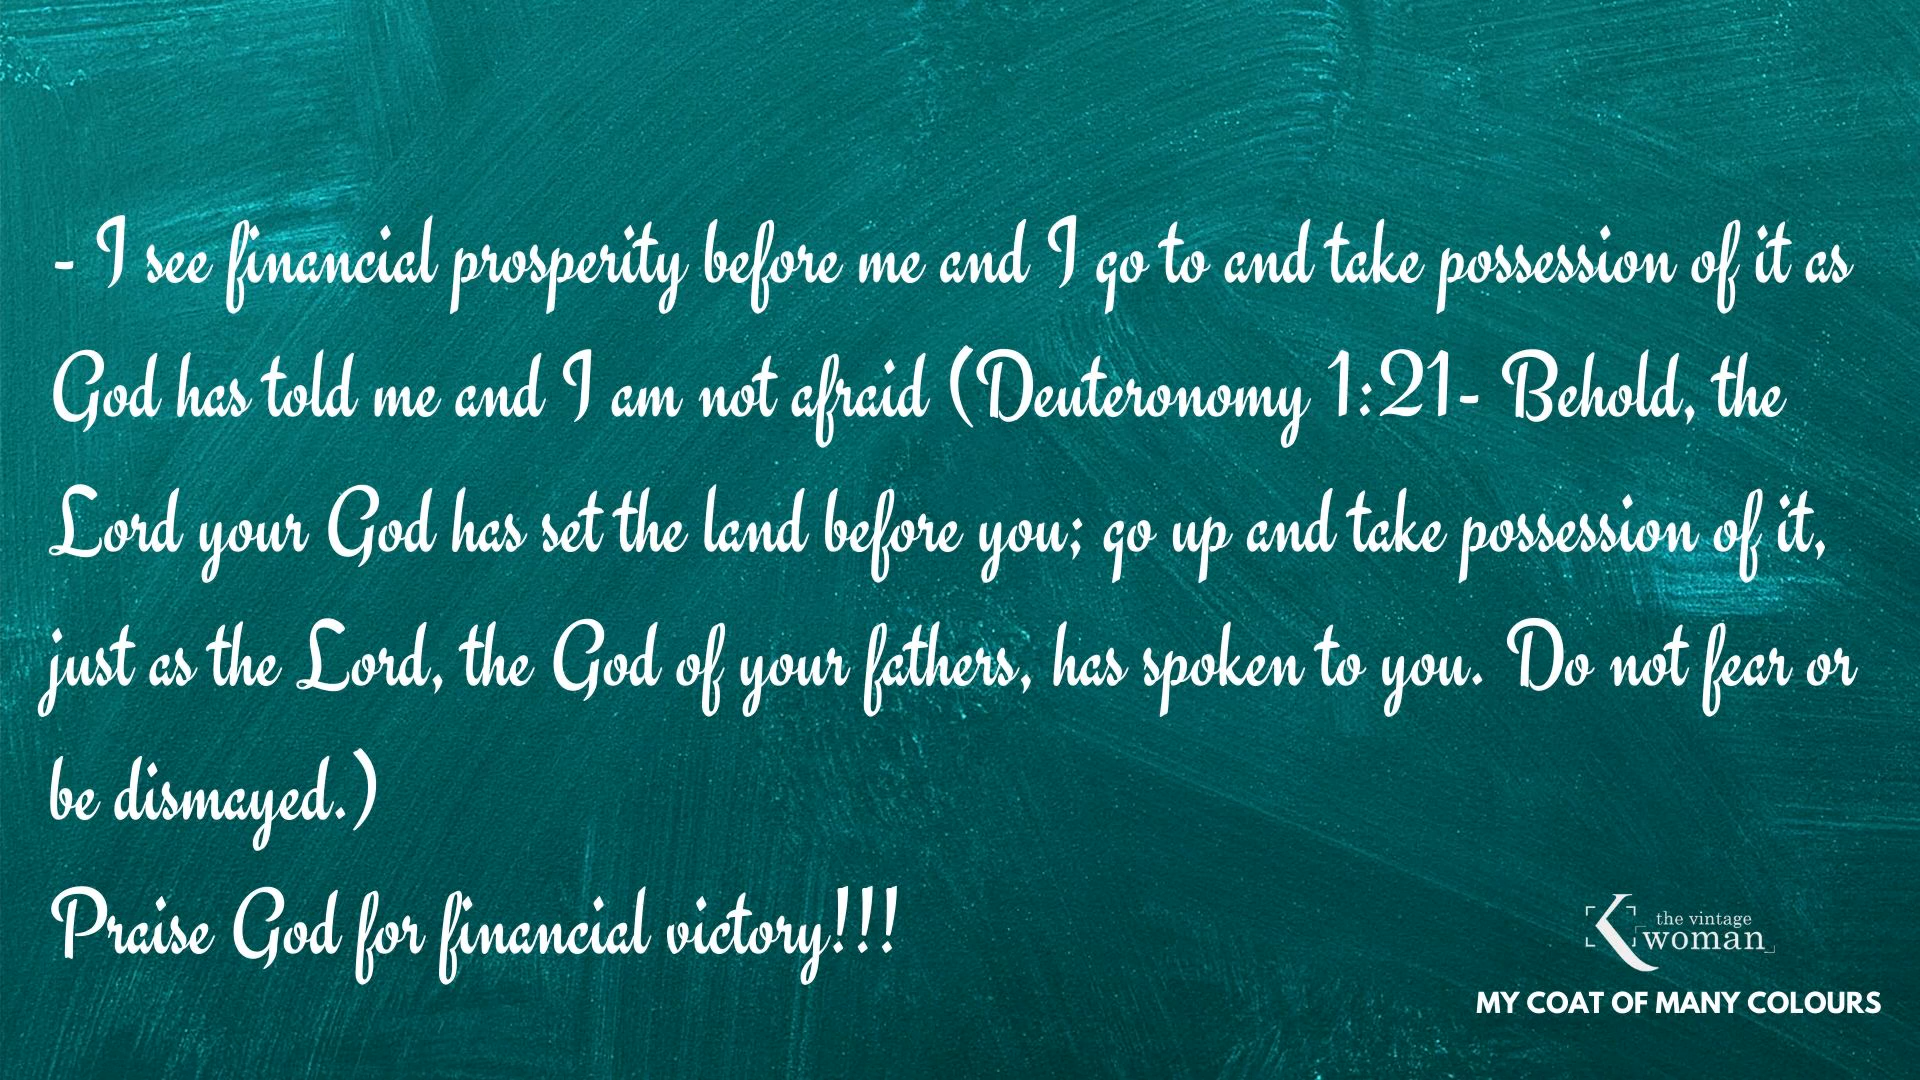 - I see financial prosperity before me and I go to and take possession of it as
God has told me and I am not afraid (Deuteronomy 1:21- Behold, the
Lord your God has set the land before you; go up and take possession of it,
just as the Lord, the God of your fathers, has spoken to you. Do not fear or
be dismayed.)
Praise God for financial victory!!!
K the vintage
woman
MY COAT OF MANY COLOURS